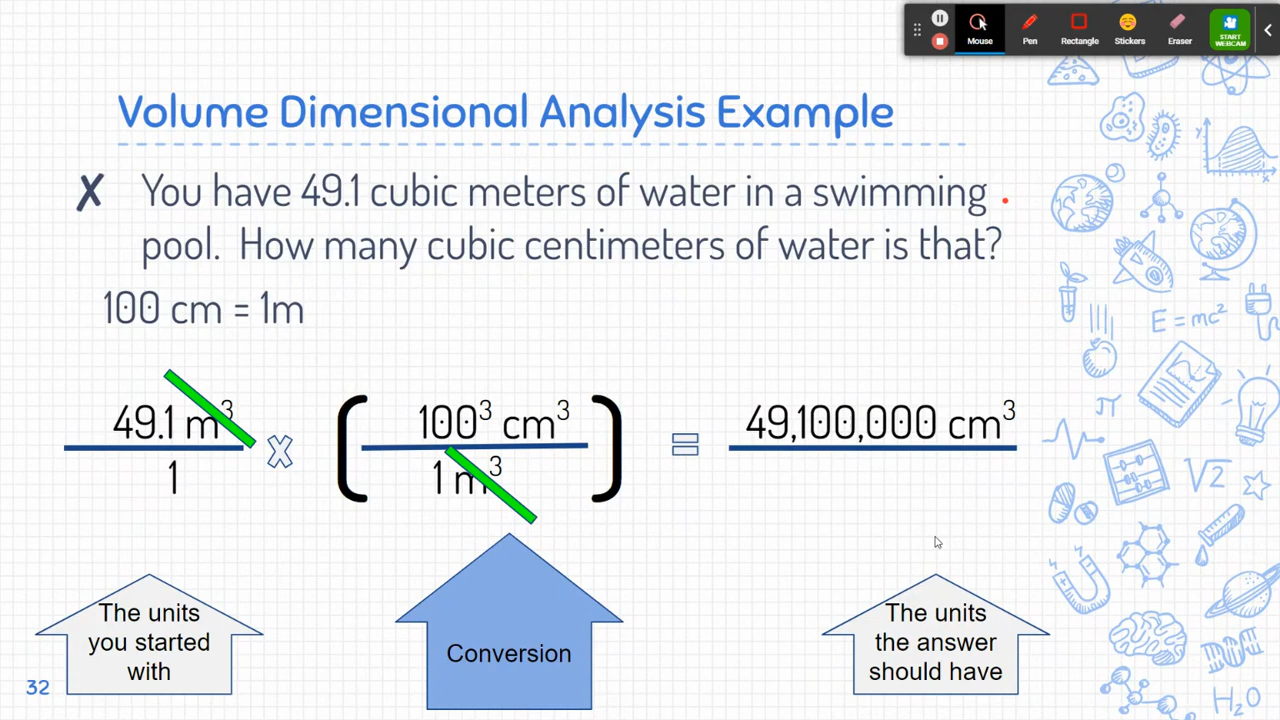 Mouse
Pen
Rectangle
Stickers
Eraser
START
WEBCAM
Volume Dimensional Analysis Example
✗ You have 49.1 cubic meters of water in a swimming
pool. How many cubic centimeters of water is that?
100 cm = 1m
49.1 m³
1
x
( 100³ cm³
1 m³ )
=
49,100,000 cm³
The units
you started
with
Conversion
The units
the answer
should have
32
y
x
E = mc²
π
√2
H₂O